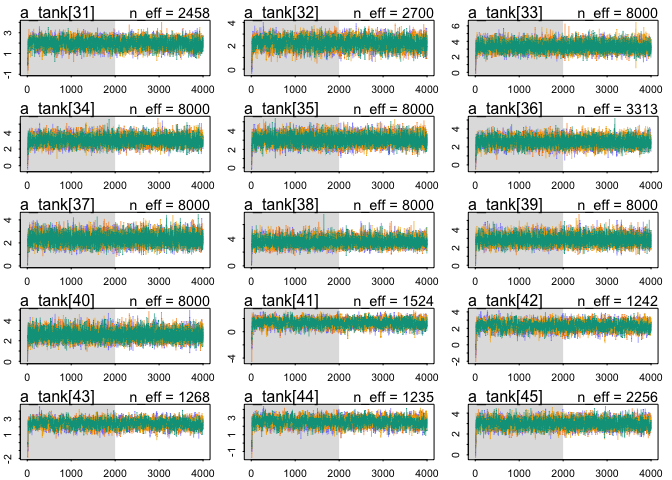 a_tank[31] n_eff = 2458 a_tank[32] n_eff = 2700 a_tank[33] n_eff = 8000
-1 1 3 0 2 4 0 2 4 6
0 1000 2000 3000 4000 0 1000 2000 3000 4000 0 1000 2000 3000 4000
a_tank[34] n_eff = 8000 a_tank[35] n_eff = 8000 a_tank[36] n_eff = 3313
0 2 4 0 2 4 0 2 4
0 1000 2000 3000 4000 0 1000 2000 3000 4000 0 1000 2000 3000 4000
a_tank[37] n_eff = 8000 a_tank[38] n_eff = 8000 a_tank[39] n_eff = 8000
0 2 4 0 4 0 2 4
0 1000 2000 3000 4000 0 1000 2000 3000 4000 0 1000 2000 3000 4000
a_tank[40] n_eff = 8000 a_tank[41] n_eff = 1524 a_tank[42] n_eff = 1242
0 2 4 -4 0 -2 0 2 4
0 1000 2000 3000 4000 0 1000 2000 3000 4000 0 1000 2000 3000 4000
a_tank[43] n_eff = 1268 a_tank[44] n_eff = 1235 a_tank[45] n_eff = 2256
-2 1 3 -1 1 3 0 2 4
0 1000 2000 3000 4000 0 1000 2000 3000 4000 0 1000 2000 3000 4000